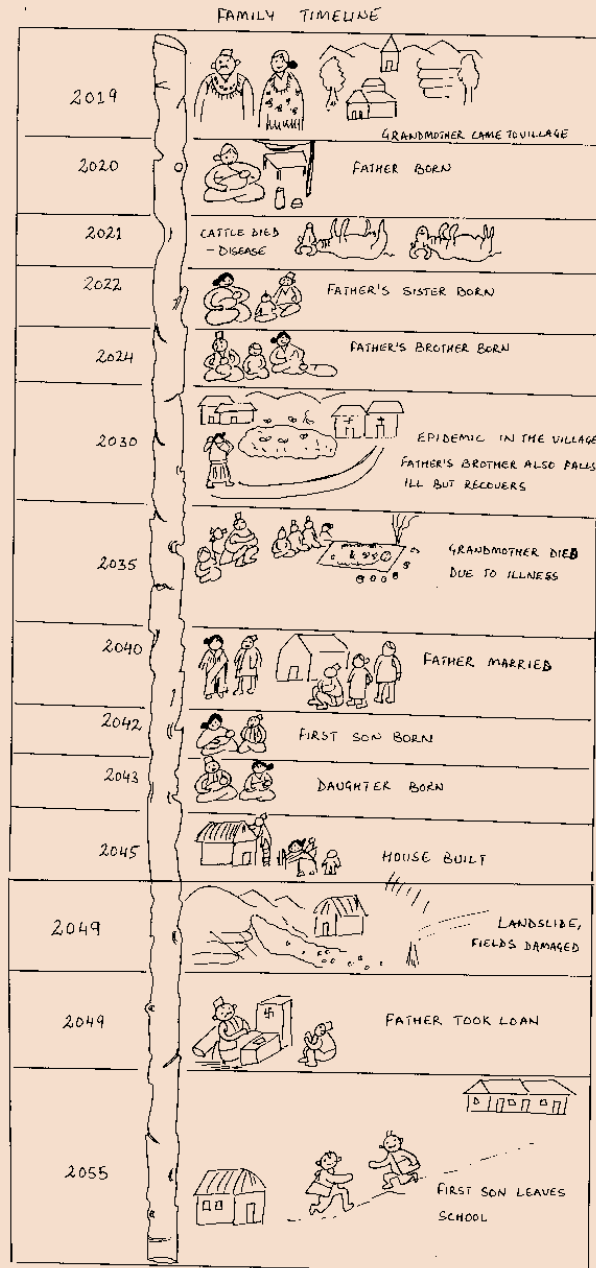 FAMILY TIMELINE
2019
GRANDMOTHER CAME TO VILLAGE
2020
FATHER BORN
2021
CATTLE DIED
- DISEASE
2022
FATHER'S SISTER BORN
2024
FATHER'S BROTHER BORN
2030
EPIDEMIC IN THE VILLAGE
FATHER'S BROTHER ALSO FALLS
ILL BUT RECOVERS
2035
GRANDMOTHER DIED
DUE TO ILLNESS
2040
FATHER MARRIED
2042
FIRST SON BORN
2043
DAUGHTER BORN
2045
HOUSE BUILT
2049
LANDSLIDE,
FIELDS DAMAGED
2049
FATHER TOOK LOAN
2055
FIRST SON LEAVES
SCHOOL